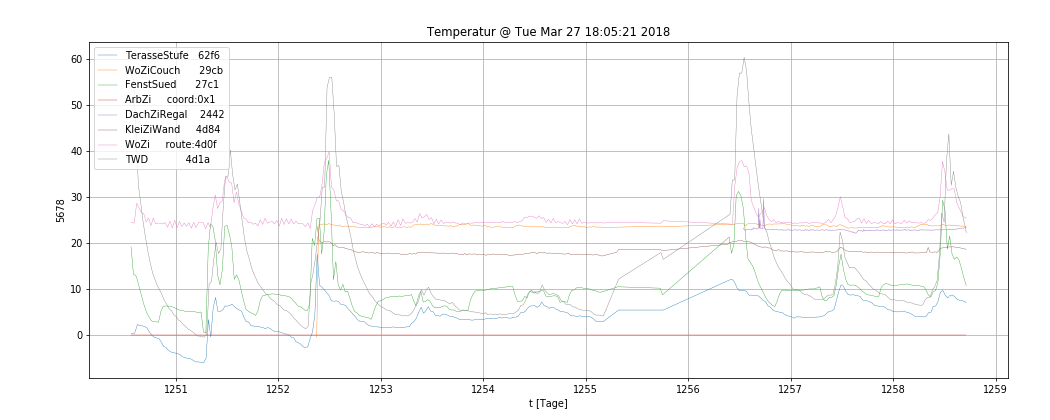 Temperatur @ Tue Mar 27 18:05:21 2018
TerasseStufe 62f6
WoZiCouch 29cb
FenstSued 27c1
ArbZi coord:0x1
DachZiRegal 2442
KleiZiWand 4d84
WoZi route:4d0f
TWD 4d1a
5678
60
50
40
30
20
10
0
1251 1252 1253 1254 1255 1256 1257 1258 1259
t [Tage]